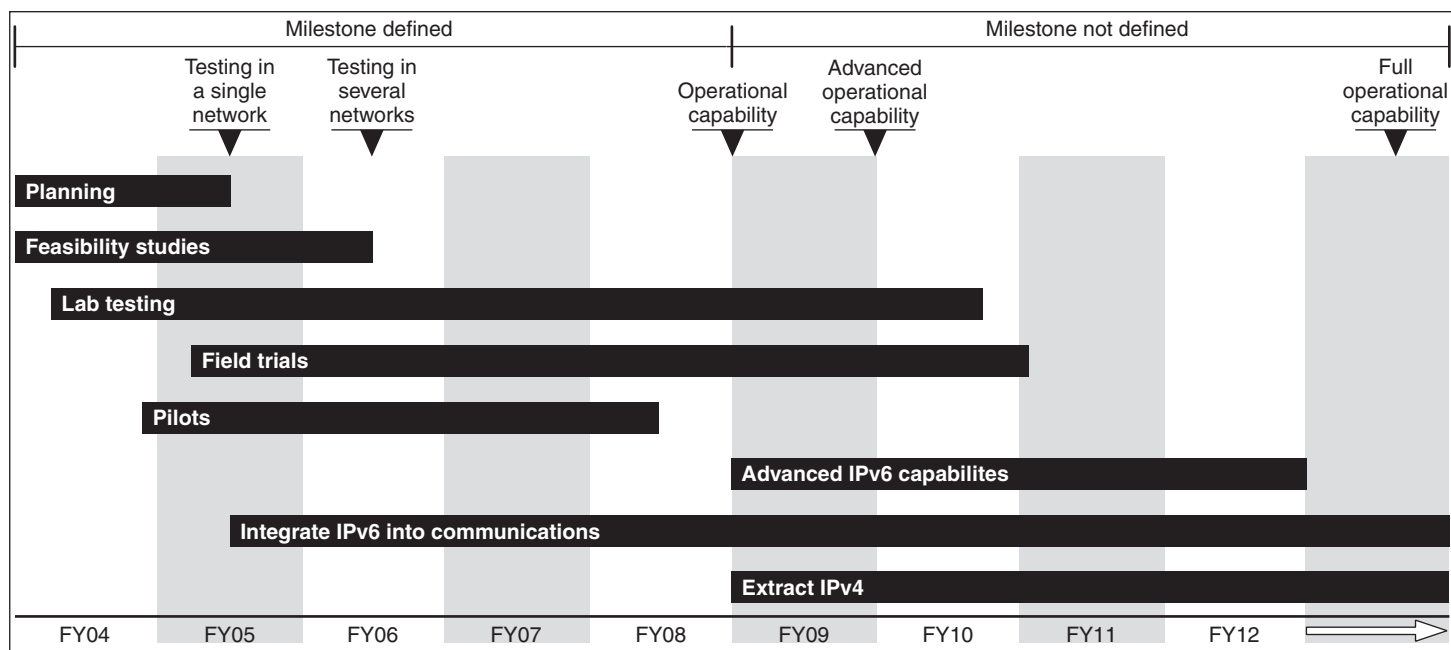 Milestone defined
Milestone not defined
Testing in
a single
network
Testing in
several
networks
Operational
capability
Advanced
operational
capability
Full
operational
capability
Planning
Feasibility studies
Lab testing
Field trials
Pilots
Advanced IPv6 capabilites
Integrate IPv6 into communications
Extract IPv4
FY04 FY05 FY06 FY07 FY08 FY09 FY10 FY11 FY12